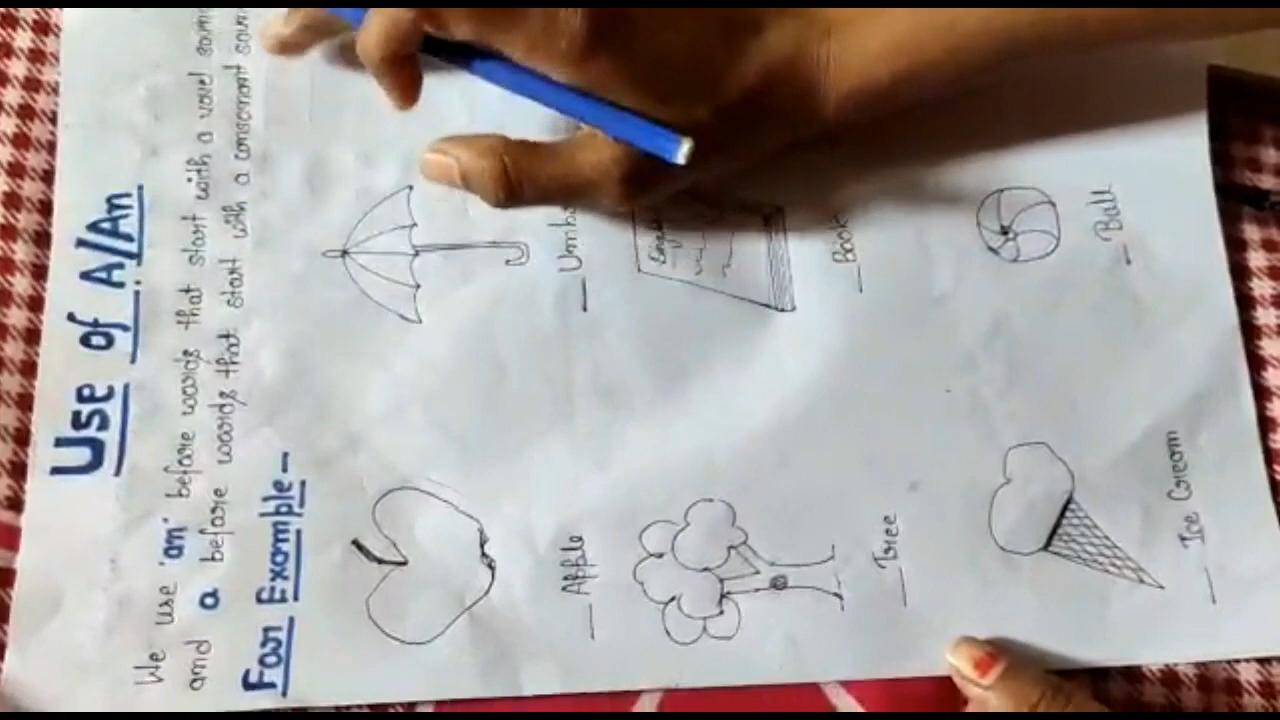 Use of A/An
We use "an" before words that start with a vowel
and a before words that start with a consonant
For Example-
_ Apple
_ Tree
English
_ Book
_ Ice Cream
_ Ball